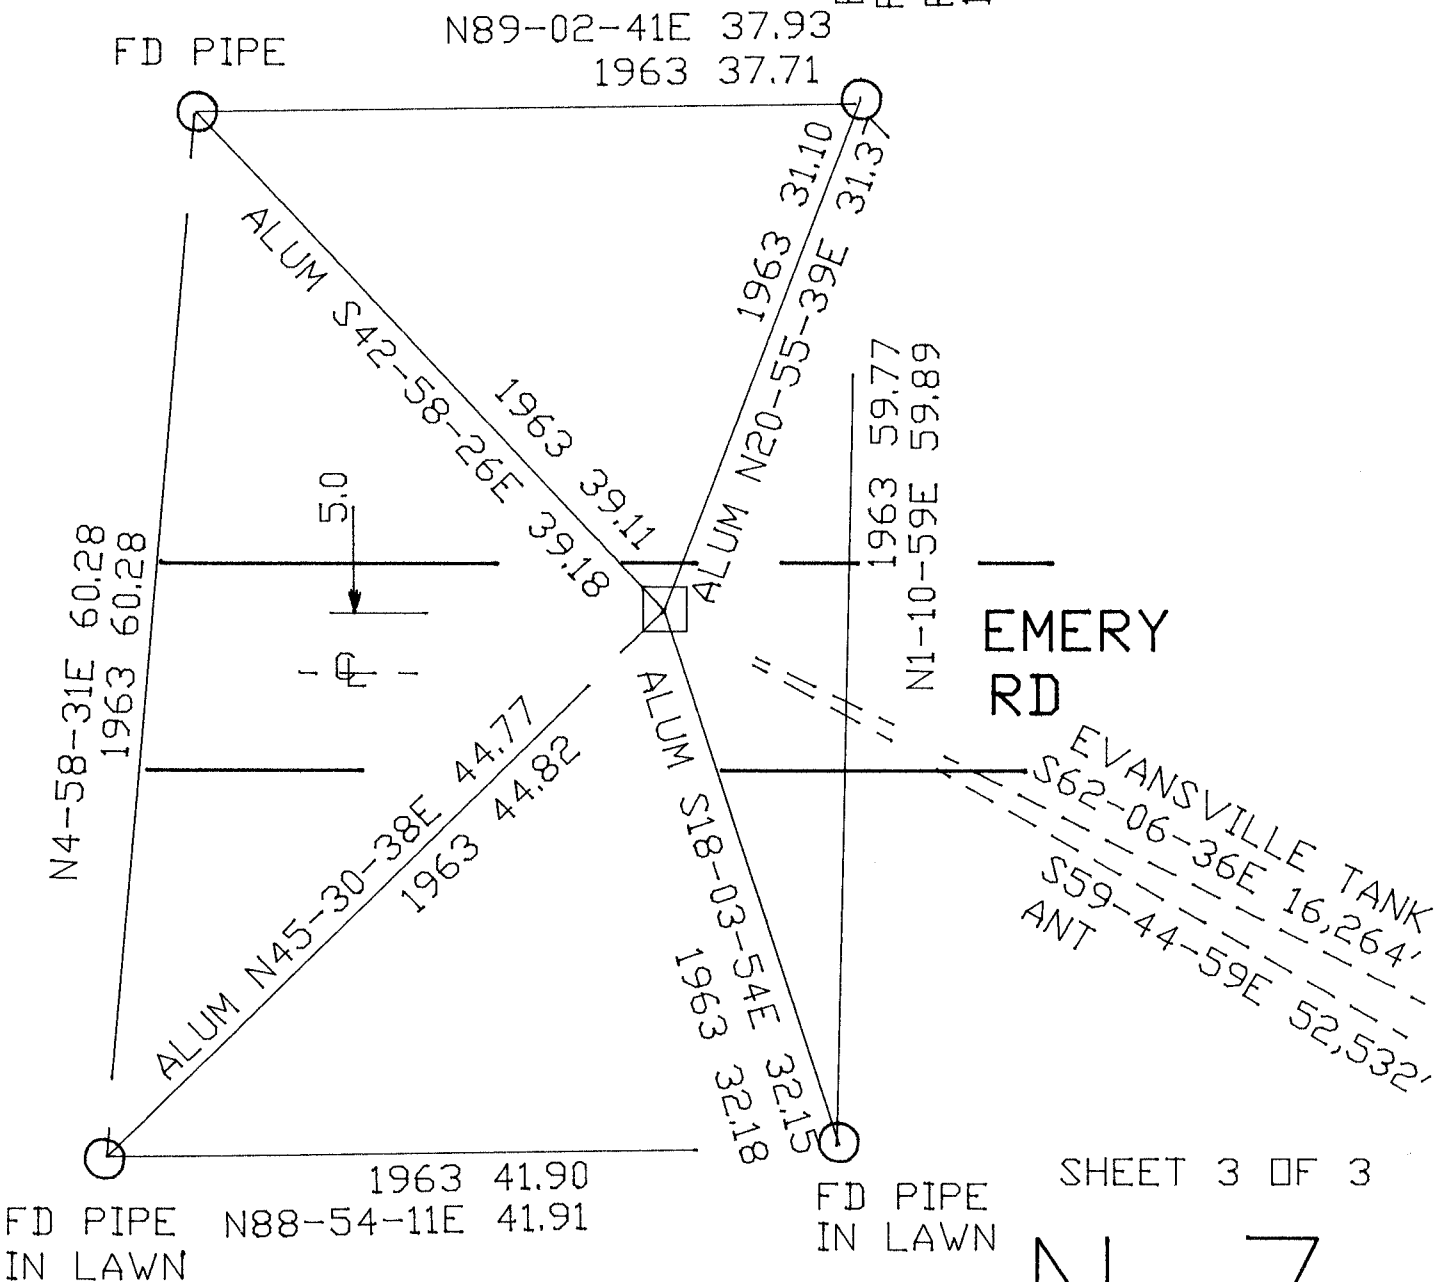 N89-02-41E 37.93
1963 37.71
FD PIPE
1963 31.10
ALUM N20-55-39E 31.37
ALUM S42-58-26E 39.18
1963 39.11
1963 59.77
N1-10-59E 59.89
5.0
N4-58-31E 60.28
1963 60.28
EMERY
RD
ALUM N45-30-38E 44.77
1963 44.82
ALUM S18-03-54E 32.15
1963 32.18
EVANSVILLE TANK
S62-06-36E 16,264'
S59-44-59E 52,532'
ANT
1963 41.90
N88-54-11E 41.91
FD PIPE
IN LAWN
FD PIPE
IN LAWN
SHEET 3 OF 3